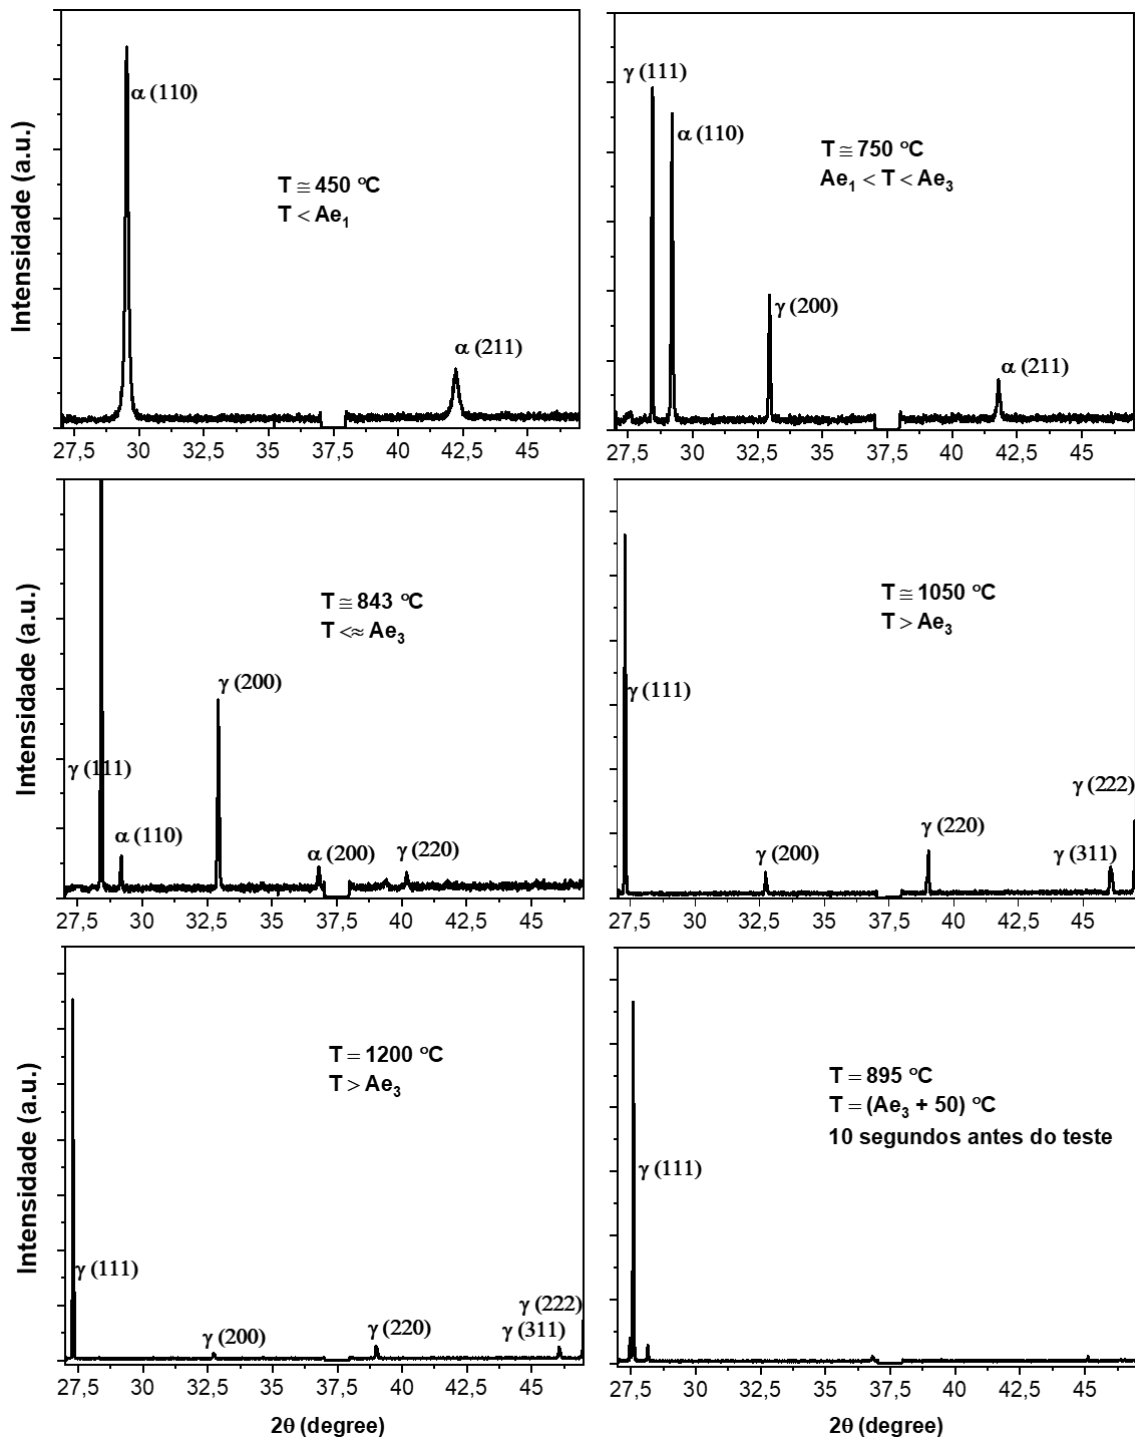 Intensidade (a.u.)
α (110)
T ≅ 450 °C
T < Ae₁
α (211)
27,5 30 32,5 35 37,5 40 42,5 45
γ (111)
α (110)
T ≅ 750 °C
Ae₁ < T < Ae₃
γ (200)
α (211)
27,5 30 32,5 35 37,5 40 42,5 45
Intensidade (a.u.)
T ≅ 843 °C
T <≈ Ae₃
γ (200)
γ (111)
α (110)
α (200)
γ (220)
27,5 30 32,5 35 37,5 40 42,5 45
T ≅ 1050 °C
T > Ae₃
γ (111)
γ (222)
γ (220)
γ (200)
γ (311)
27,5 30 32,5 35 37,5 40 42,5 45
Intensidade (a.u.)
T = 1200 °C
T > Ae₃
γ (111)
γ (222)
γ (200)
γ (220)
γ (311)
27,5 30 32,5 35 37,5 40 42,5 45
2θ (degree)
T = 895 °C
T = (Ae₃ + 50) °C
10 segundos antes do teste
γ (111)
27,5 30 32,5 35 37,5 40 42,5 45
2θ (degree)